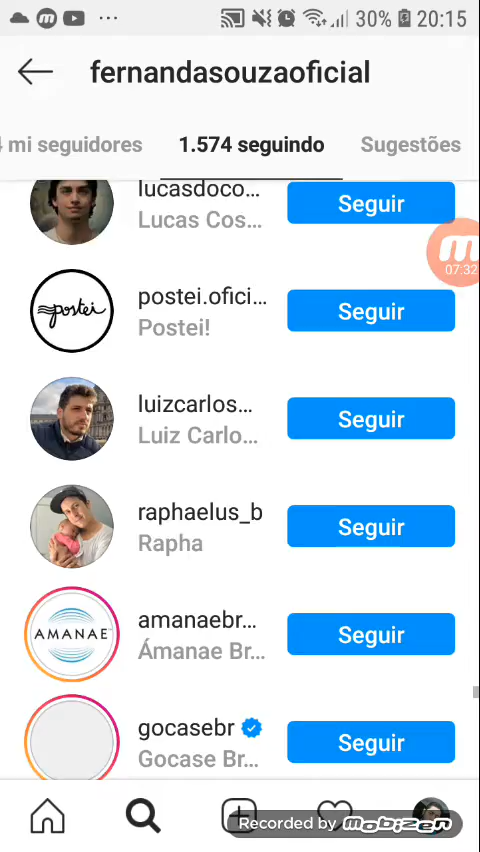 30% 20:15
fernandasouzaoficial
mi seguidores 1.574 seguindo Sugestões
lucasdoco...
Lucas Cos...
Seguir
07:32
postei
postei.ofici...
Postei!
Seguir
luizcarlos...
Luiz Carlo...
Seguir
raphaelus_b
Rapha
Seguir
AMANAE
amanaebr...
Ámanae Br...
Seguir
gocasebr
Gocase Br...
Seguir
Recorded by mobizen